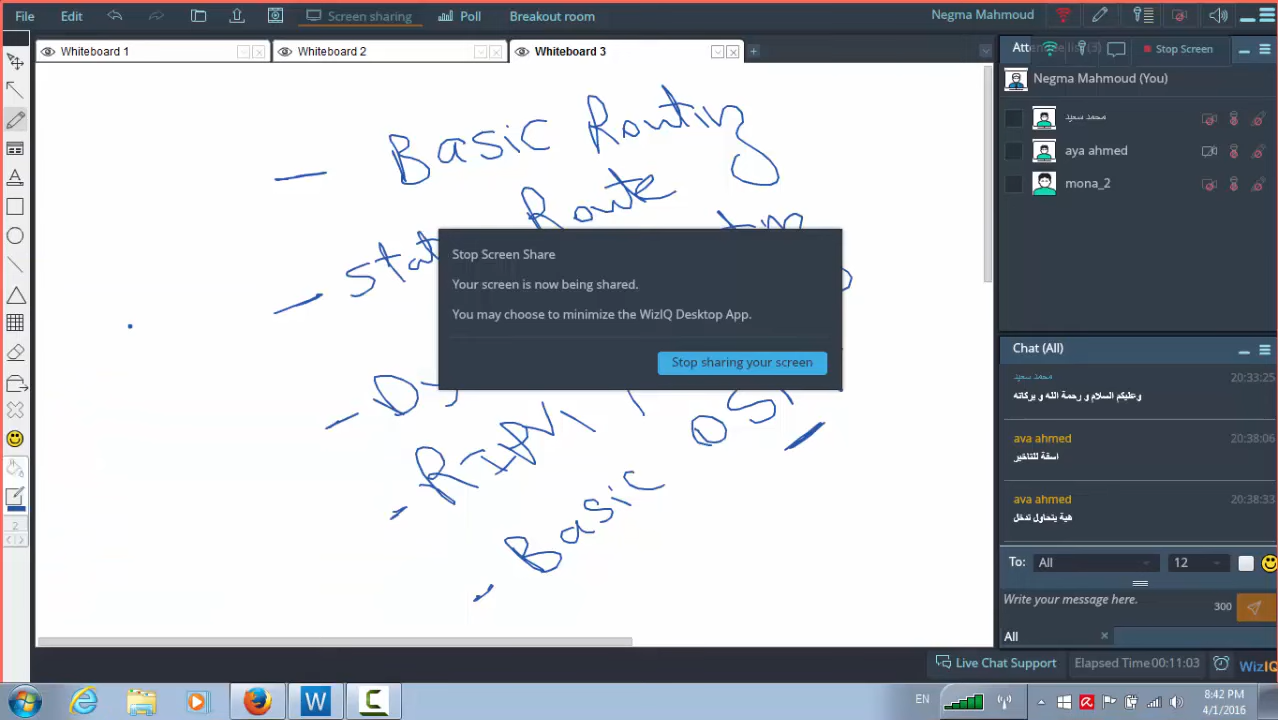 File Edit Screen sharing Poll Breakout room Negma Mahmoud
Whiteboard 1 Whiteboard 2 Whiteboard 3 Stop Screen
Negma Mahmoud (You)
محمد سعيد
aya ahmed
mona_2
- Basic Routing
- Route
Stop Screen Share
Your screen is now being shared.
You may choose to minimize the WizIQ Desktop App.
Stop sharing your screen
- Basic
Chat (All)
محمد سعيد 20:33:25
وعليكم السلام و رحمة الله و بركاته
aya ahmed 20:38:06
اسفة للتاخير
aya ahmed 20:38:33
هية يتحاول تدخل
To: All 12
Write your message here. 300
All
Live Chat Support Elapsed Time 00:11:03 WizIQ
EN 8:42 PM
4/1/2016